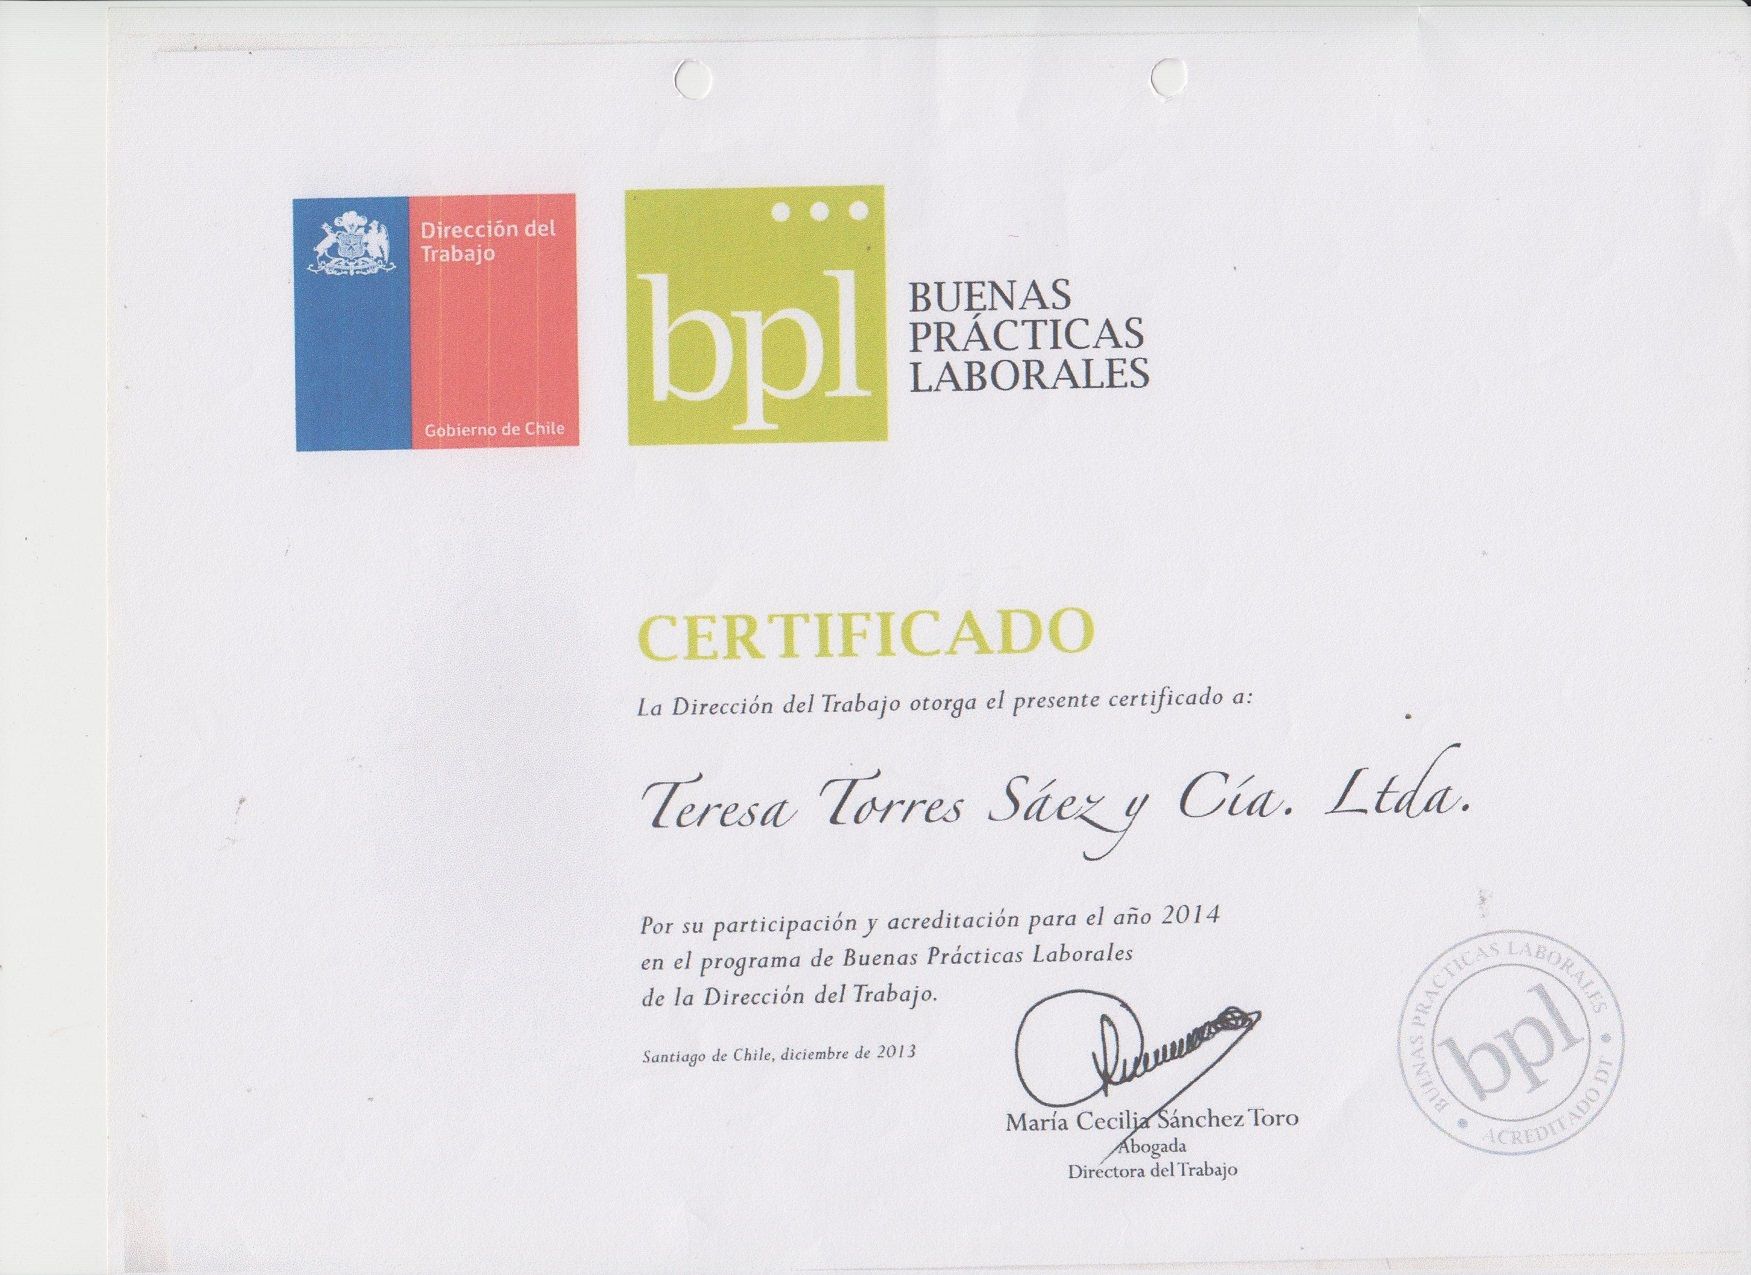 Dirección del
Trabajo
Gobierno de Chile
bpl
BUENAS
PRÁCTICAS
LABORALES
CERTIFICADO
La Dirección del Trabajo otorga el presente certificado a:
Teresa Torres Sáez y Cía. Ltda.
Por su participación y acreditación para el año 2014
en el programa de Buenas Prácticas Laborales
de la Dirección del Trabajo.
Santiago de Chile, diciembre de 2013
María Cecilia Sánchez Toro
Abogada
Directora del Trabajo
BUENAS PRACTICAS LABORALES
bpl
ACREDITADO DT